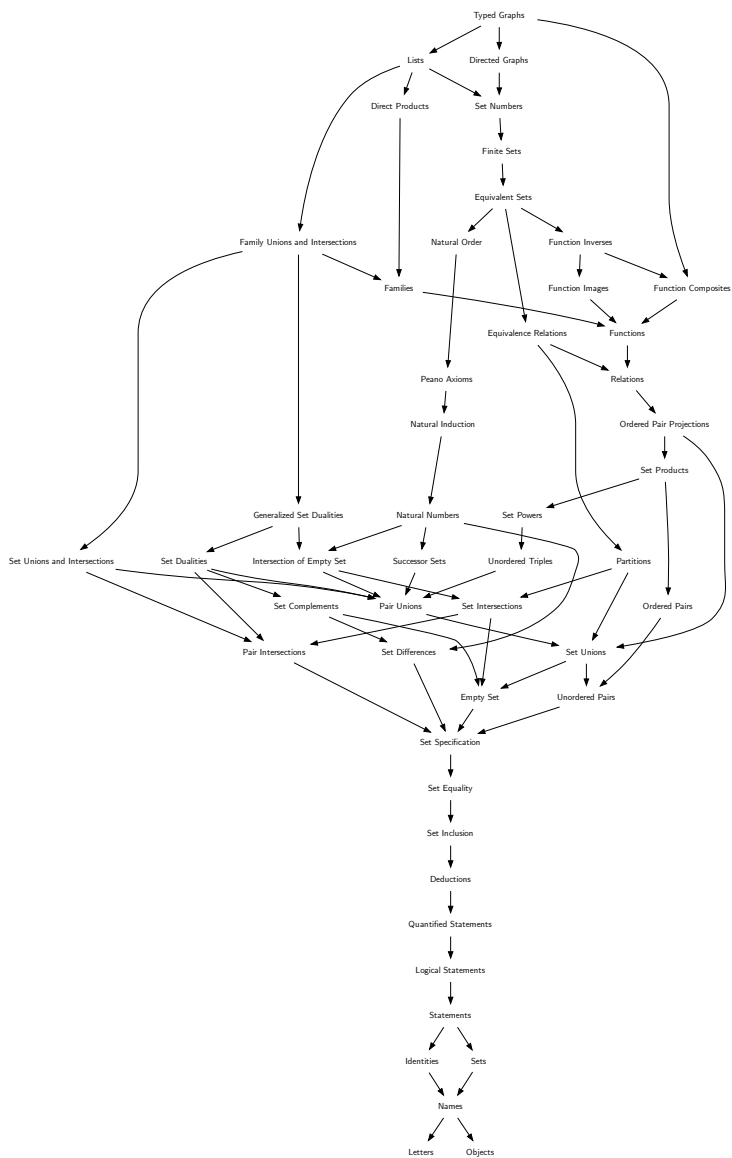 Typed Graphs
Lists
Directed Graphs
Direct Products
Set Numbers
Finite Sets
Equivalent Sets
Family Unions and Intersections
Natural Order
Function Inverses
Families
Function Images
Function Composites
Equivalence Relations
Functions
Peano Axioms
Relations
Natural Induction
Ordered Pair Projections
Set Products
Generalized Set Dualities
Natural Numbers
Set Powers
Set Unions and Intersections
Set Dualities
Intersection of Empty Set
Successor Sets
Unordered Triples
Partitions
Set Complements
Pair Unions
Set Intersections
Ordered Pairs
Pair Intersections
Set Differences
Set Unions
Empty Set
Unordered Pairs
Set Specification
Set Equality
Set Inclusion
Deductions
Quantified Statements
Logical Statements
Statements
Identities
Sets
Names
Letters
Objects